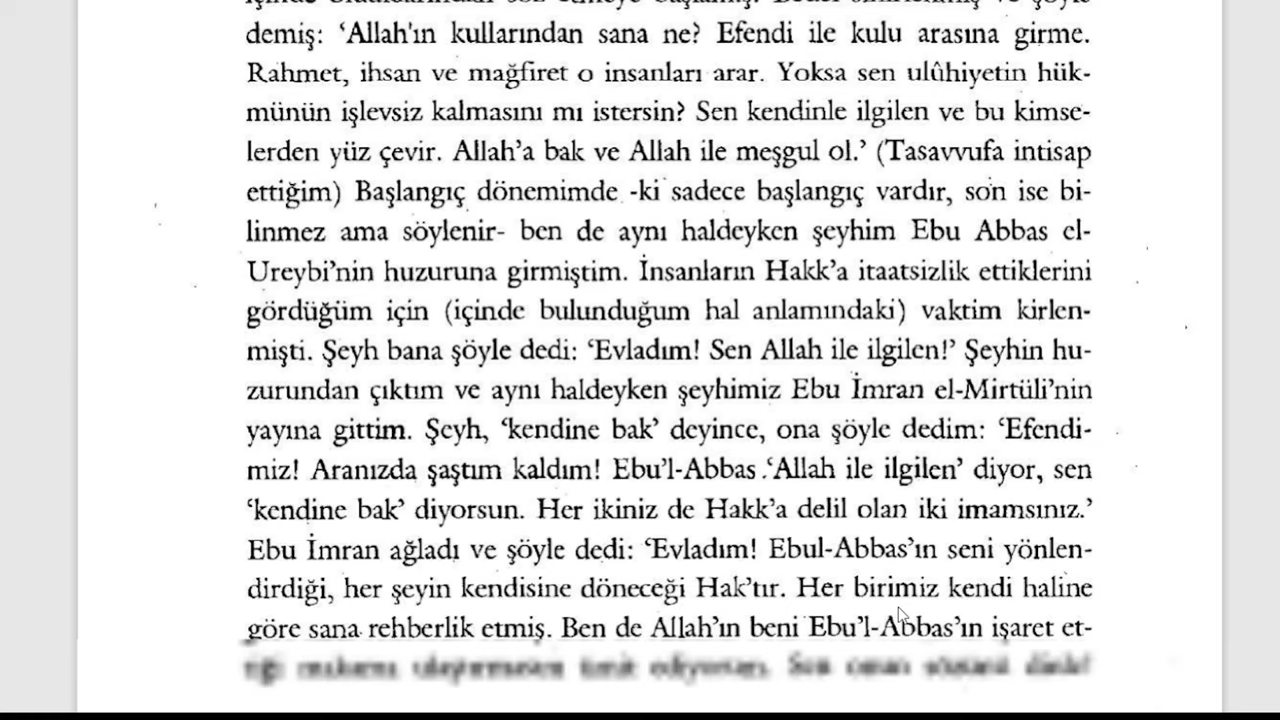 demiş: ‘Allah'ın kullarından sana ne? Efendi ile kulu arasına girme.
Rahmet, ihsan ve mağfiret o insanları arar. Yoksa sen ulûhiyetin hük-
münün işlevsiz kalmasını mı istersin? Sen kendinle ilgilen ve bu kimse-
lerden yüz çevir. Allah’a bak ve Allah ile meşgul ol.’ (Tasavvufa intisap
ettiğim) Başlangıç dönemimde -ki sadece başlangıç vardır, son ise bi-
linmez ama söylenir- ben de aynı haldeyken şeyhim Ebu Abbas el-
Ureybi’nin huzuruna girmiştim. İnsanların Hakk’a itaatsizlik ettiklerini
gördüğüm için (içinde bulunduğum hal anlamındaki) vaktim kirlen-
mişti. Şeyh bana şöyle dedi: ‘Evladım! Sen Allah ile ilgilen!’ Şeyhin hu-
zurundan çıktım ve aynı haldeyken şeyhimiz Ebu İmran el-Mirtüli’nin
yayına gittim. Şeyh, ‘kendine bak’ deyince, ona şöyle dedim: ‘Efendi-
miz! Aranızda şaştım kaldım! Ebu’l-Abbas ‘Allah ile ilgilen’ diyor, sen
‘kendine bak’ diyorsun. Her ikiniz de Hakk’a delil olan iki imamsınız.’
Ebu İmran ağladı ve şöyle dedi: ‘Evladım! Ebul-Abbas’ın seni yönlen-
dirdiği, her şeyin kendisine döneceği Hak’tır. Her birimiz kendi haline
göre sana rehberlik etmiş. Ben de Allah’ın beni Ebu’l-Abbas’ın işaret et-